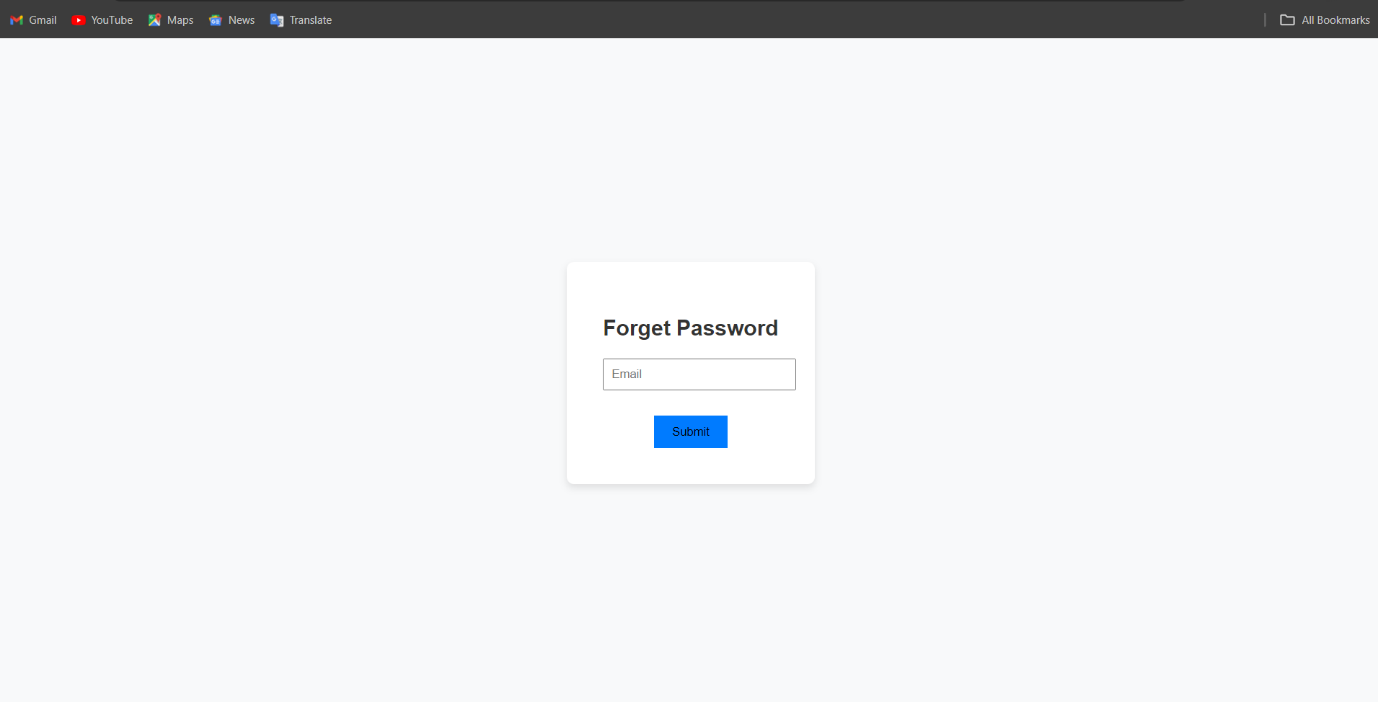 Gmail YouTube Maps News Translate All Bookmarks
Forget Password
Email
Submit